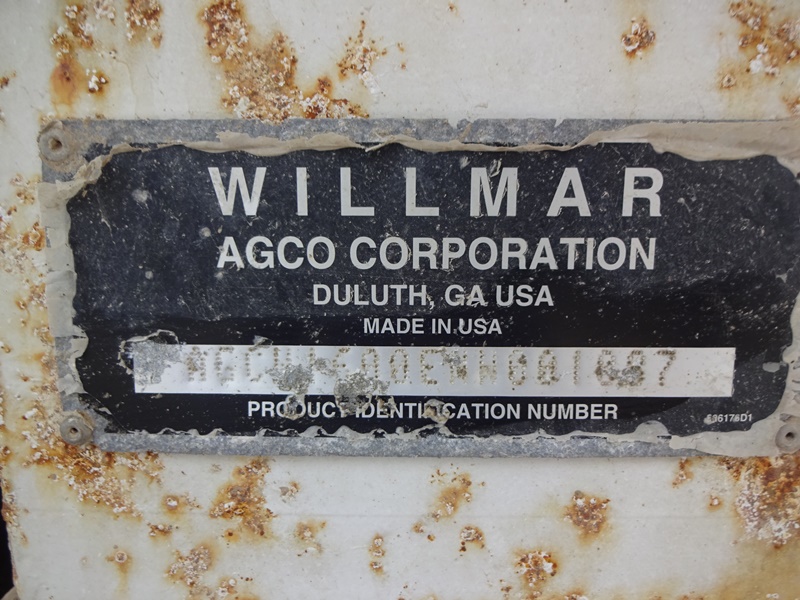 WILLMAR
AGCO CORPORATION
DULUTH, GA USA
MADE IN USA
PRODUCT IDENTIFICATION NUMBER